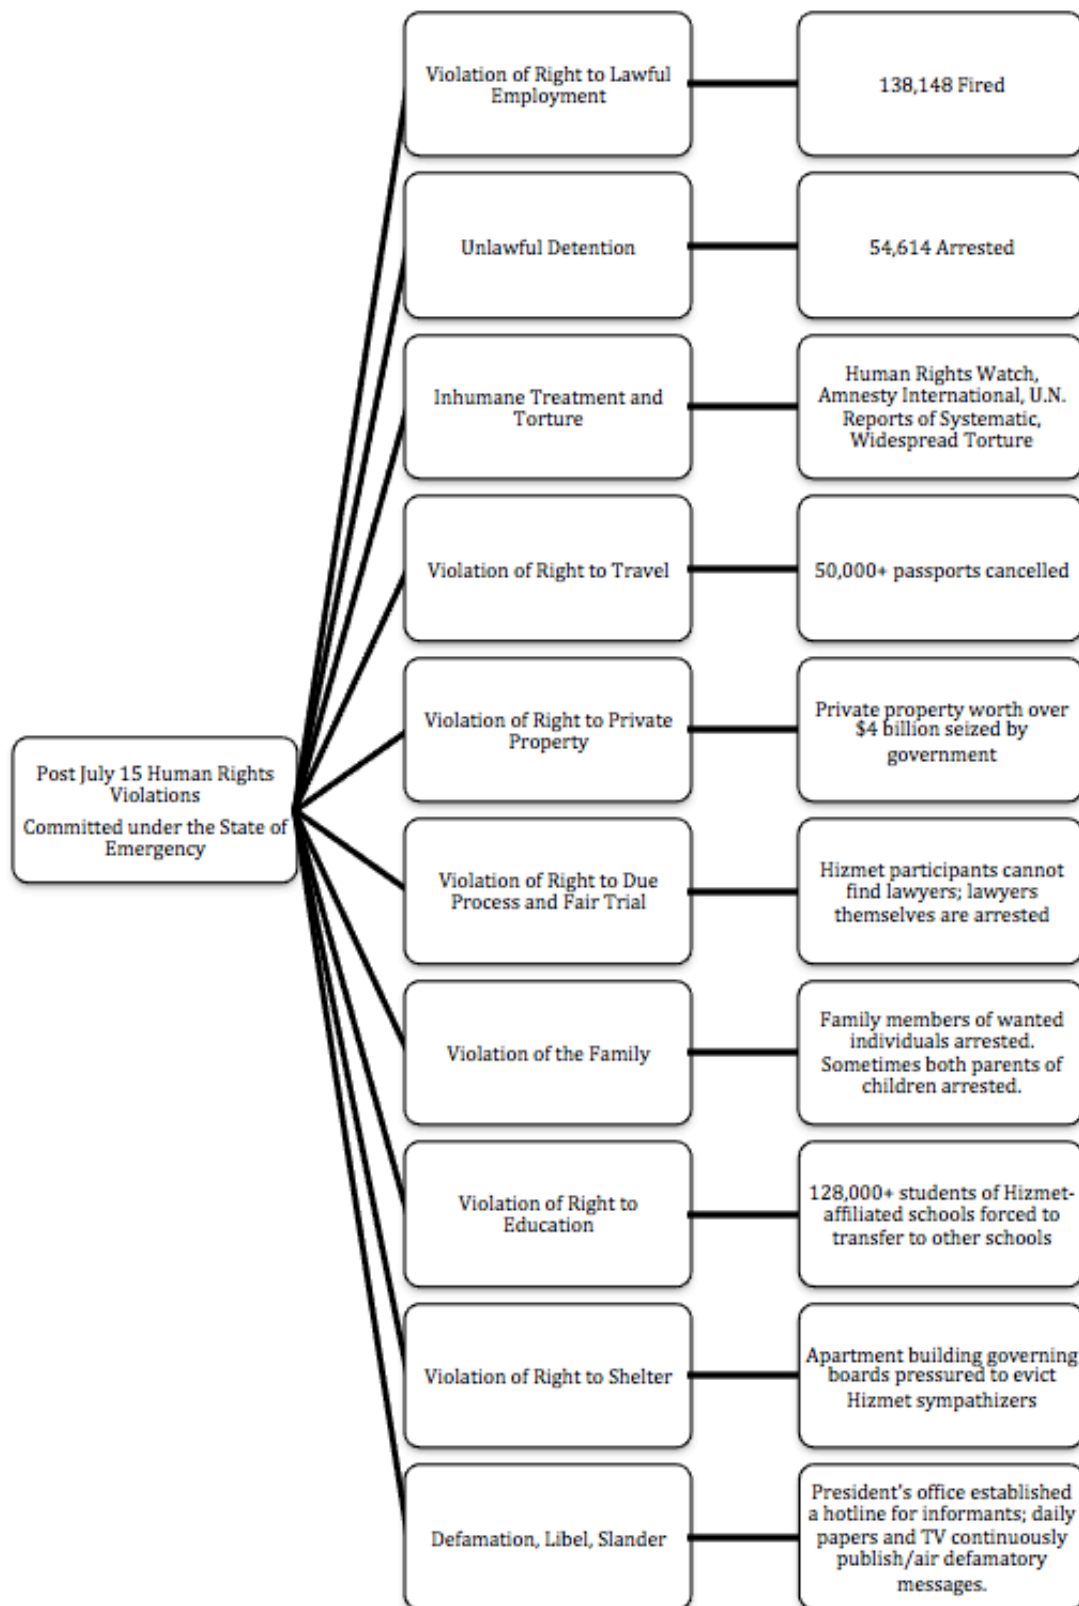 Violation of Right to Lawful
Employment
138,148 Fired
Unlawful Detention
54,614 Arrested
Inhumane Treatment and
Torture
Human Rights Watch,
Amnesty International, U.N.
Reports of Systematic,
Widespread Torture
Violation of Right to Travel
50,000+ passports cancelled
Violation of Right to Private
Property
Private property worth over
$4 billion seized by
government
Post July 15 Human Rights
Violations
Committed under the State of
Emergency
Violation of Right to Due
Process and Fair Trial
Hizmet participants cannot
find lawyers; lawyers
themselves are arrested
Violation of the Family
Family members of wanted
individuals arrested.
Sometimes both parents of
children arrested.
Violation of Right to
Education
128,000+ students of Hizmet-
affiliated schools forced to
transfer to other schools
Violation of Right to Shelter
Apartment building governing
boards pressured to evict
Hizmet sympathizers
Defamation, Libel, Slander
President's office established
a hotline for informants; daily
papers and TV continuously
publish/air defamatory
messages.